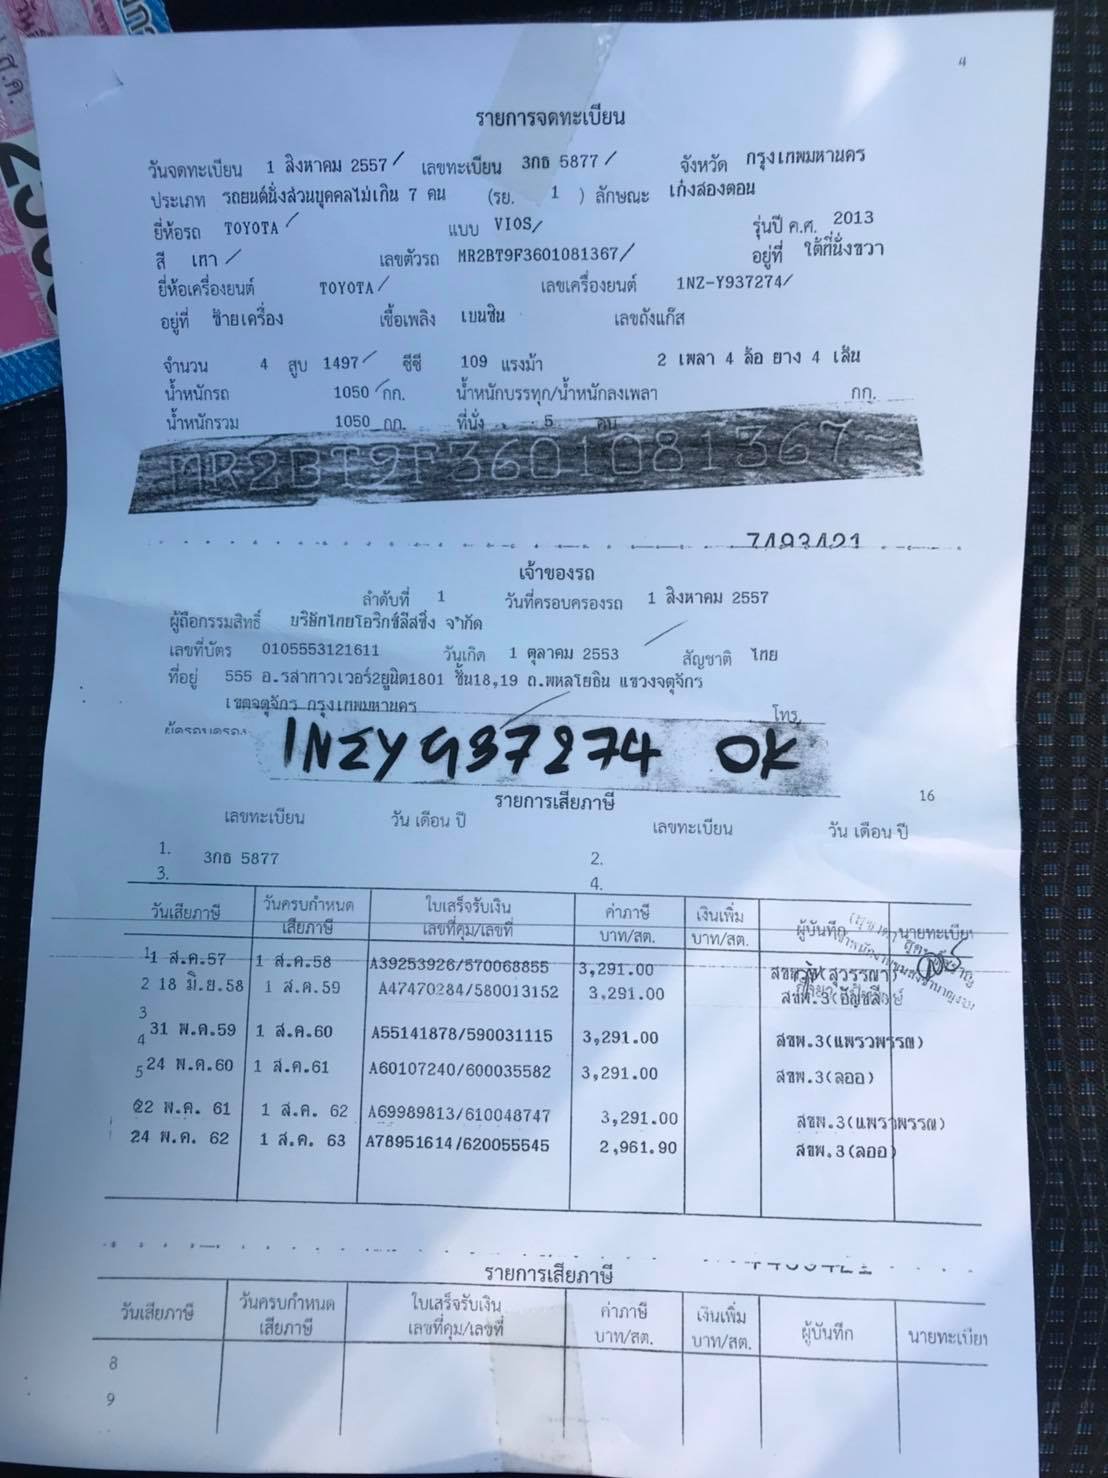 4
รายการจดทะเบียน
วันจดทะเบียน 1 สิงหาคม 2557 / เลขทะเบียน 3กธ 5877 / จังหวัด กรุงเทพมหานคร
ประเภท รถยนต์นั่งส่วนบุคคลไม่เกิน 7 คน (รย. 1 ) ลักษณะ เก๋งสองตอน
ยี่ห้อรถ TOYOTA / แบบ VIOS/ รุ่นปี ค.ศ. 2013
สี เทา / เลขตัวรถ MR2BT9F3601081367/ อยู่ที่ ใต้ที่นั่งขวา
ยี่ห้อเครื่องยนต์ TOYOTA/ เลขเครื่องยนต์ 1NZ-Y937274/
อยู่ที่ ซ้ายเครื่อง เชื้อเพลิง เบนซิน เลขถังแก๊ส
จำนวน 4 สูบ 1497/ ซีซี 109 แรงม้า 2 เพลา 4 ล้อ ยาง 4 เส้น
น้ำหนักรถ 1050 / กก. น้ำหนักบรรทุก/น้ำหนักลงเพลา กก.
น้ำหนักรวม 1050 กก. ที่นั่ง 5 คน
MR2BT9F3601081367
7493421
เจ้าของรถ
ลำดับที่ 1 วันที่ครอบครองรถ 1 สิงหาคม 2557
ผู้ถือกรรมสิทธิ์ บริษัทไทยโอริกซ์ลีสซิ่ง จำกัด
เลขที่บัตร 0105553121611 วันเกิด 1 ตุลาคม 2553 สัญชาติ ไทย
ที่อยู่ 555 อ.รสาทาวเวอร์2ยูนิต1801 ชั้น18,19 ถ.พหลโยธิน แขวงจตุจักร
เขตจตุจักร กรุงเทพมหานคร โทร.
ผู้ครอบครอง
1NZY937274 OK
รายการเสียภาษี 16
เลขทะเบียน วัน เดือน ปี เลขทะเบียน วัน เดือน ปี
1. 3กธ 5877 2.
3. 4.
วันเสียภาษี วันครบกำหนดเสียภาษี ใบเสร็จรับเงิน เลขที่คุม/เลขที่ ค่าภาษี บาท/สต. เงินเพิ่ม บาท/สต. ผู้บันทึก นายทะเบียน
1 1 ส.ค.57 1 ส.ค.58 A39253926/570068855 3,291.00
2 18 มิ.ย.58 1 ส.ค.59 A47470284/580013152 3,291.00
3
31 พ.ค.59 1 ส.ค.60 A55141878/590031115 3,291.00 สขพ.3(แพรวพรรณ)
4
24 พ.ค.60 1 ส.ค.61 A60107240/600035582 3,291.00 สขพ.3(ลออ)
5
22 พ.ค. 61 1 ส.ค. 62 A69989813/610048747 3,291.00 สขพ.3(แพรวพรรณ)
24 พ.ค. 62 1 ส.ค. 63 A78951614/620055545 2,961.90 สขพ.3(ลออ)
รายการเสียภาษี
วันเสียภาษี วันครบกำหนดเสียภาษี ใบเสร็จรับเงิน เลขที่คุม/เลขที่ ค่าภาษี บาท/สต. เงินเพิ่ม บาท/สต. ผู้บันทึก นายทะเบียน
8
9